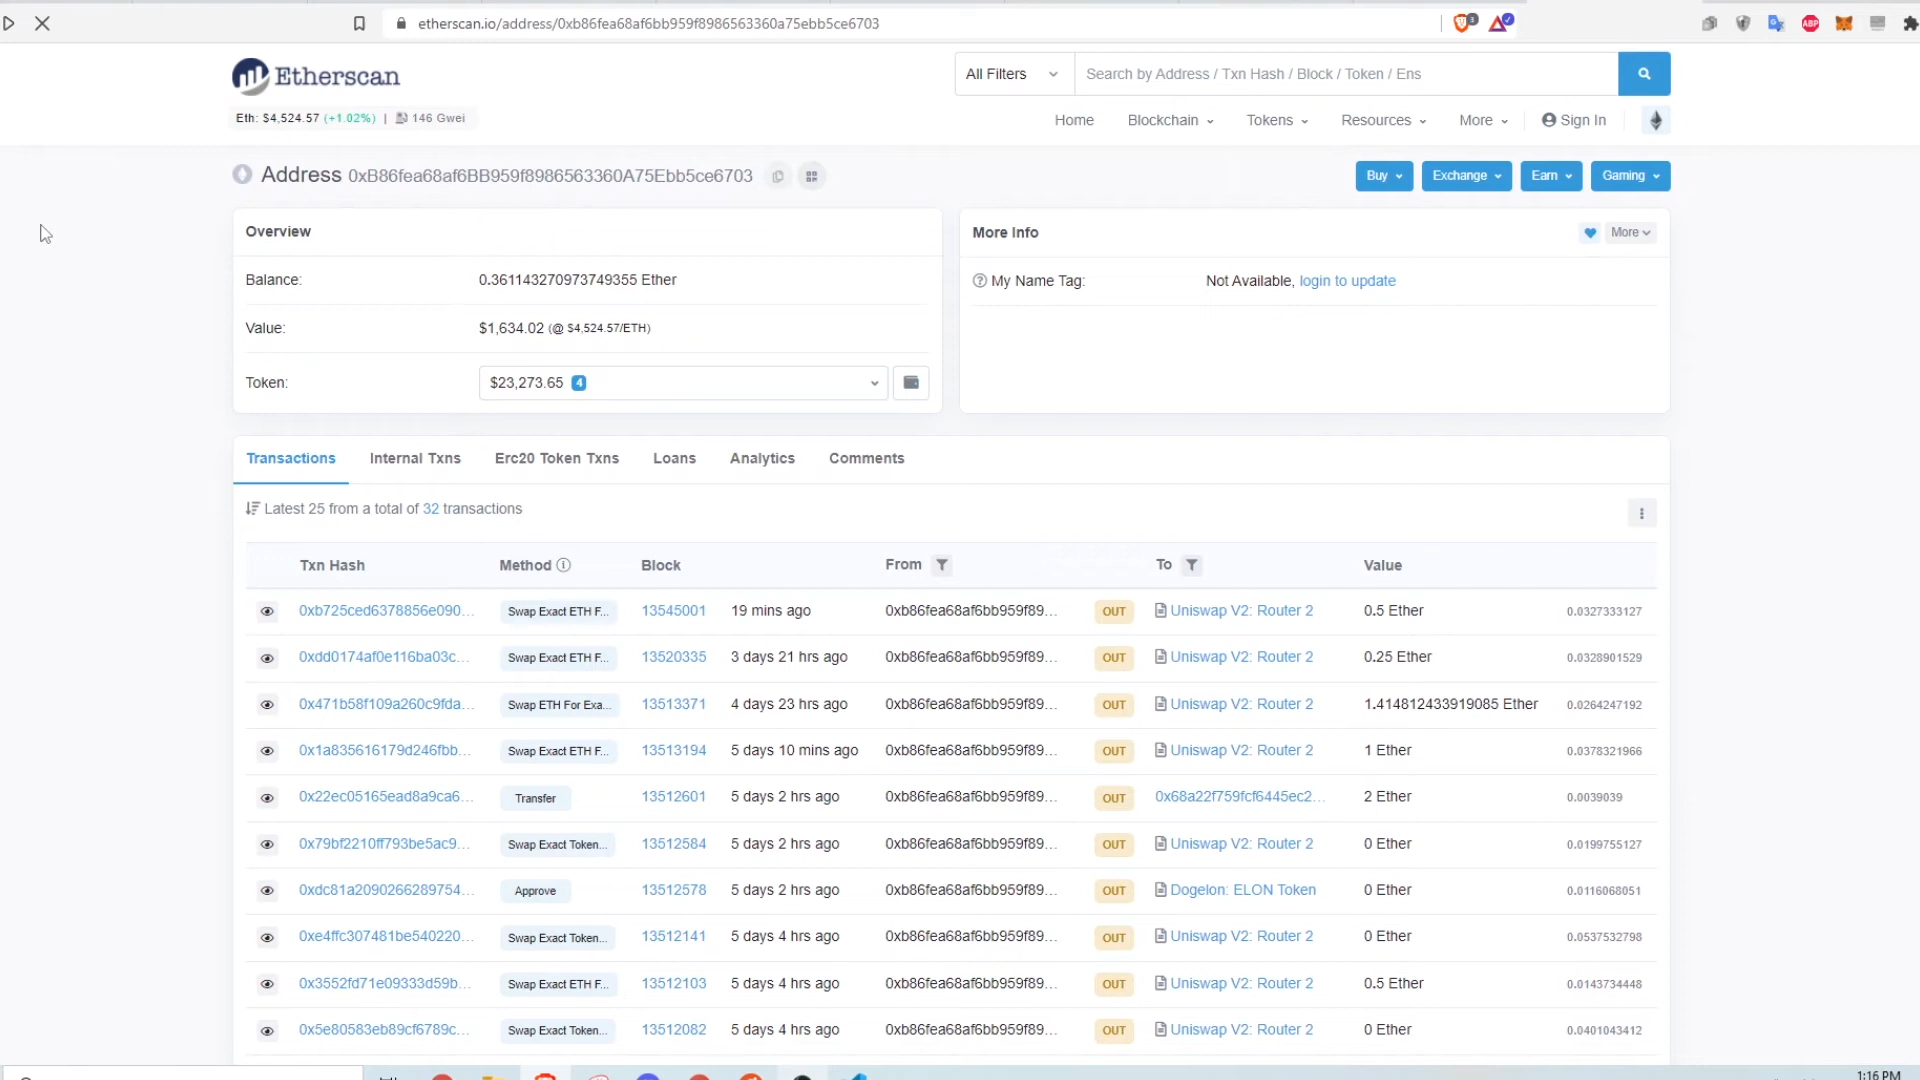 etherscan.io/address/0xb86fea68af6bb959f8986563360a75ebb5ce6703
3
ABP
Etherscan
All Filters
Search by Address / Txn Hash / Block / Token / Ens
Eth: $4,524.57 (+1.02%) | 146 Gwei
Home Blockchain Tokens Resources More Sign In
Address 0xB86fea68af6BB959f8986563360A75Ebb5ce6703
Buy Exchange Earn Gaming
Overview
Balance: 0.361143270973749355 Ether
Value: $1,634.02 (@ $4,524.57/ETH)
Token: $23,273.65 4
More Info
More
My Name Tag: Not Available, login to update
Transactions Internal Txns Erc20 Token Txns Loans Analytics Comments
Latest 25 from a total of 32 transactions
Txn Hash Method Block From To Value
0xb725ced6378856e090... Swap Exact ETH F... 13545001 19 mins ago 0xb86fea68af6bb959f89... OUT Uniswap V2: Router 2 0.5 Ether 0.0327333127
0xdd0174af0e116ba03c... Swap Exact ETH F... 13520335 3 days 21 hrs ago 0xb86fea68af6bb959f89... OUT Uniswap V2: Router 2 0.25 Ether 0.0328901529
0x471b58f109a260c9fda... Swap ETH For Exa... 13513371 4 days 23 hrs ago 0xb86fea68af6bb959f89... OUT Uniswap V2: Router 2 1.414812433919085 Ether 0.0264247192
0x1a835616179d246fbb... Swap Exact ETH F... 13513194 5 days 10 mins ago 0xb86fea68af6bb959f89... OUT Uniswap V2: Router 2 1 Ether 0.0378321966
0x22ec05165ead8a9ca6... Transfer 13512601 5 days 2 hrs ago 0xb86fea68af6bb959f89... OUT 0x68a22f759fcf6445ec2... 2 Ether 0.0039039
0x79bf2210ff793be5ac9... Swap Exact Token... 13512584 5 days 2 hrs ago 0xb86fea68af6bb959f89... OUT Uniswap V2: Router 2 0 Ether 0.0199755127
0xdc81a2090266289754... Approve 13512578 5 days 2 hrs ago 0xb86fea68af6bb959f89... OUT Dogelon: ELON Token 0 Ether 0.0116068051
0xe4ffc307481be540220... Swap Exact Token... 13512141 5 days 4 hrs ago 0xb86fea68af6bb959f89... OUT Uniswap V2: Router 2 0 Ether 0.0537532798
0x3552fd71e09333d59b... Swap Exact ETH F... 13512103 5 days 4 hrs ago 0xb86fea68af6bb959f89... OUT Uniswap V2: Router 2 0.5 Ether 0.0143734448
0x5e80583eb89cf6789c... Swap Exact Token... 13512082 5 days 4 hrs ago 0xb86fea68af6bb959f89... OUT Uniswap V2: Router 2 0 Ether 0.0401043412
1:16 PM